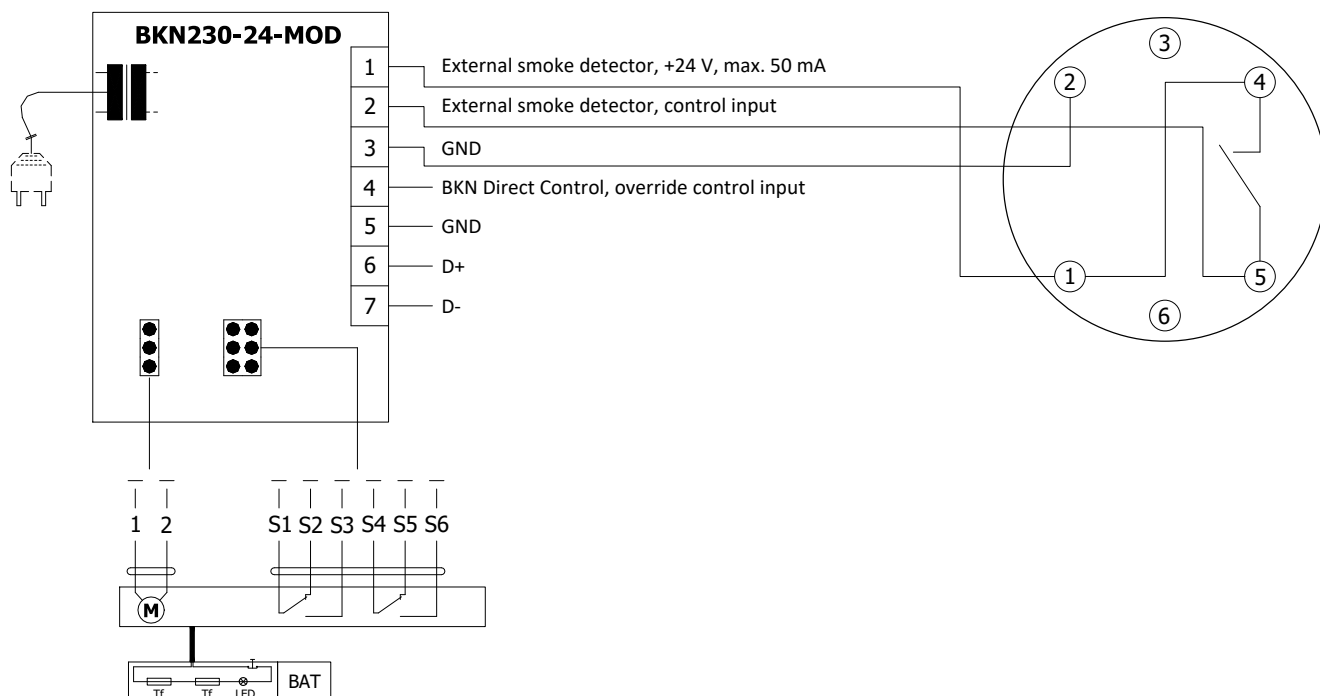 BKN230-24-MOD
1 External smoke detector, +24 V, max. 50 mA
2 External smoke detector, control input
3 GND
4 BKN Direct Control, override control input
5 GND
6 D+
7 D-
3
2 4
1 5
6
1 2 S1 S2 S3 S4 S5 S6
M
Tf Tf LED BAT